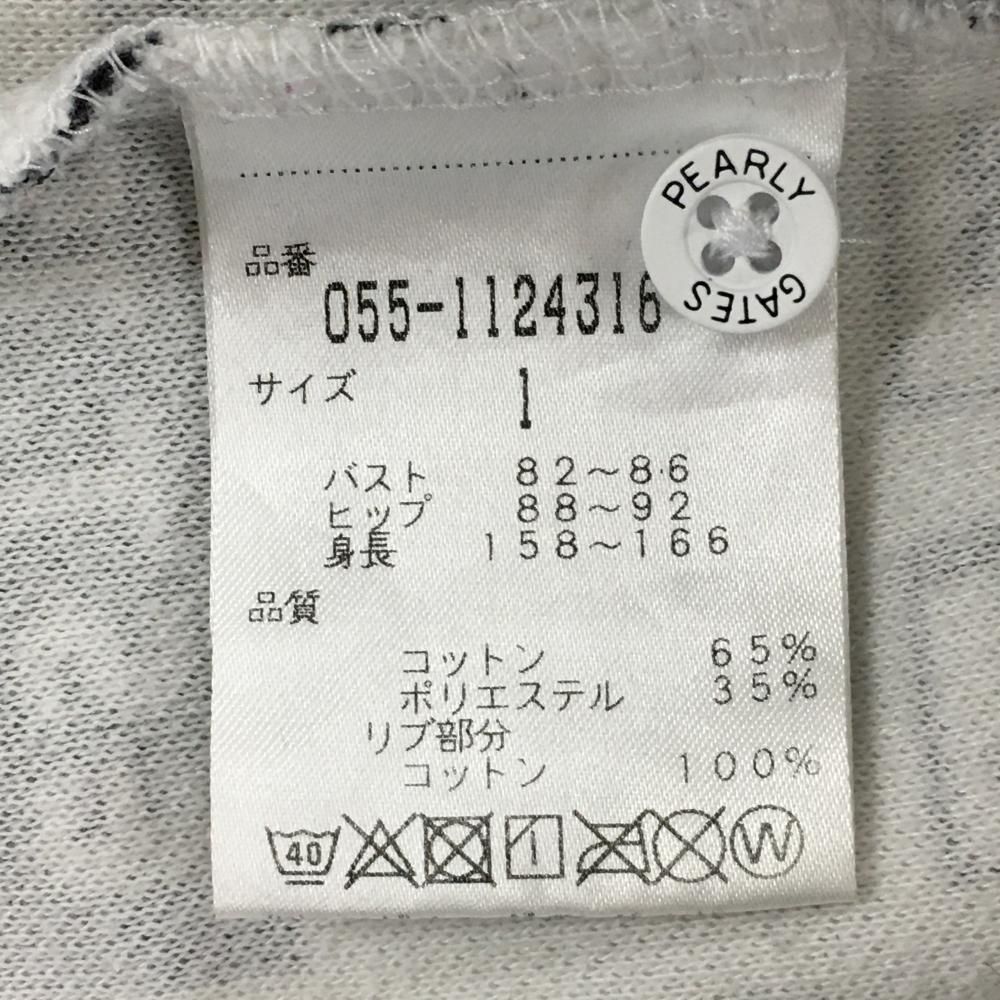 PEARLY
GATES
品番
055-1124316
サイズ 1
バスト 82～86
ヒップ 88～92
身長 158～166
品質
コットン 65%
ポリエステル 35%
リブ部分
コットン 100%
40 W